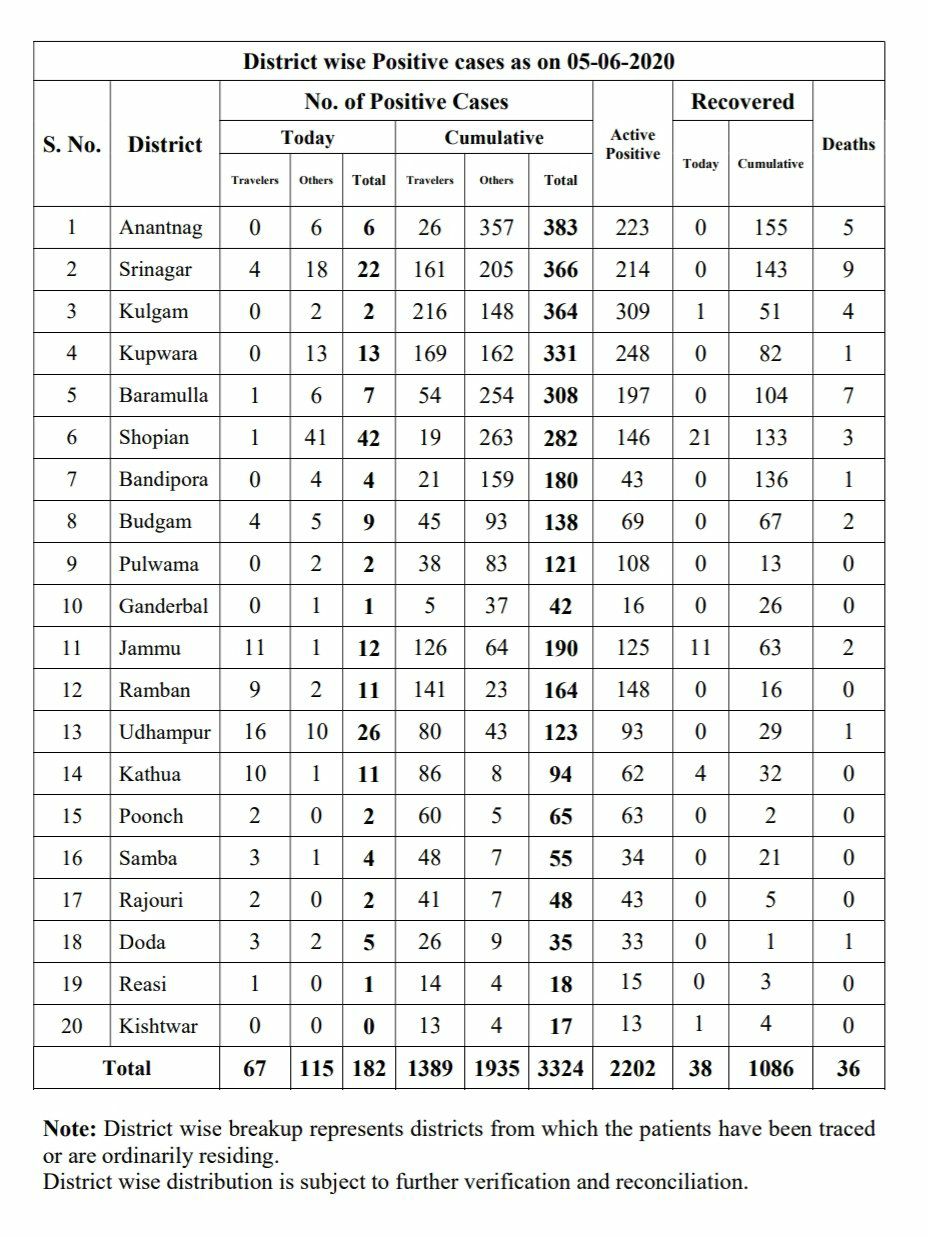 District wise Positive cases as on 05-06-2020
S. No. District No. of Positive Cases Active Positive Recovered Deaths
Today Cumulative Today Cumulative
Travelers Others Total Travelers Others Total
1 Anantnag 0 6 6 26 357 383 223 0 155 5
2 Srinagar 4 18 22 161 205 366 214 0 143 9
3 Kulgam 0 2 2 216 148 364 309 1 51 4
4 Kupwara 0 13 13 169 162 331 248 0 82 1
5 Baramulla 1 6 7 54 254 308 197 0 104 7
6 Shopian 1 41 42 19 263 282 146 21 133 3
7 Bandipora 0 4 4 21 159 180 43 0 136 1
8 Budgam 4 5 9 45 93 138 69 0 67 2
9 Pulwama 0 2 2 38 83 121 108 0 13 0
10 Ganderbal 0 1 1 5 37 42 16 0 26 0
11 Jammu 11 1 12 126 64 190 125 11 63 2
12 Ramban 9 2 11 141 23 164 148 0 16 0
13 Udhampur 16 10 26 80 43 123 93 0 29 1
14 Kathua 10 1 11 86 8 94 62 4 32 0
15 Poonch 2 0 2 60 5 65 63 0 2 0
16 Samba 3 1 4 48 7 55 34 0 21 0
17 Rajouri 2 0 2 41 7 48 43 0 5 0
18 Doda 3 2 5 26 9 35 33 0 1 1
19 Reasi 1 0 1 14 4 18 15 0 3 0
20 Kishtwar 0 0 0 13 4 17 13 1 4 0
Total 67 115 182 1389 1935 3324 2202 38 1086 36
Note: District wise breakup represents districts from which the patients have been traced
or are ordinarily residing.
District wise distribution is subject to further verification and reconciliation.